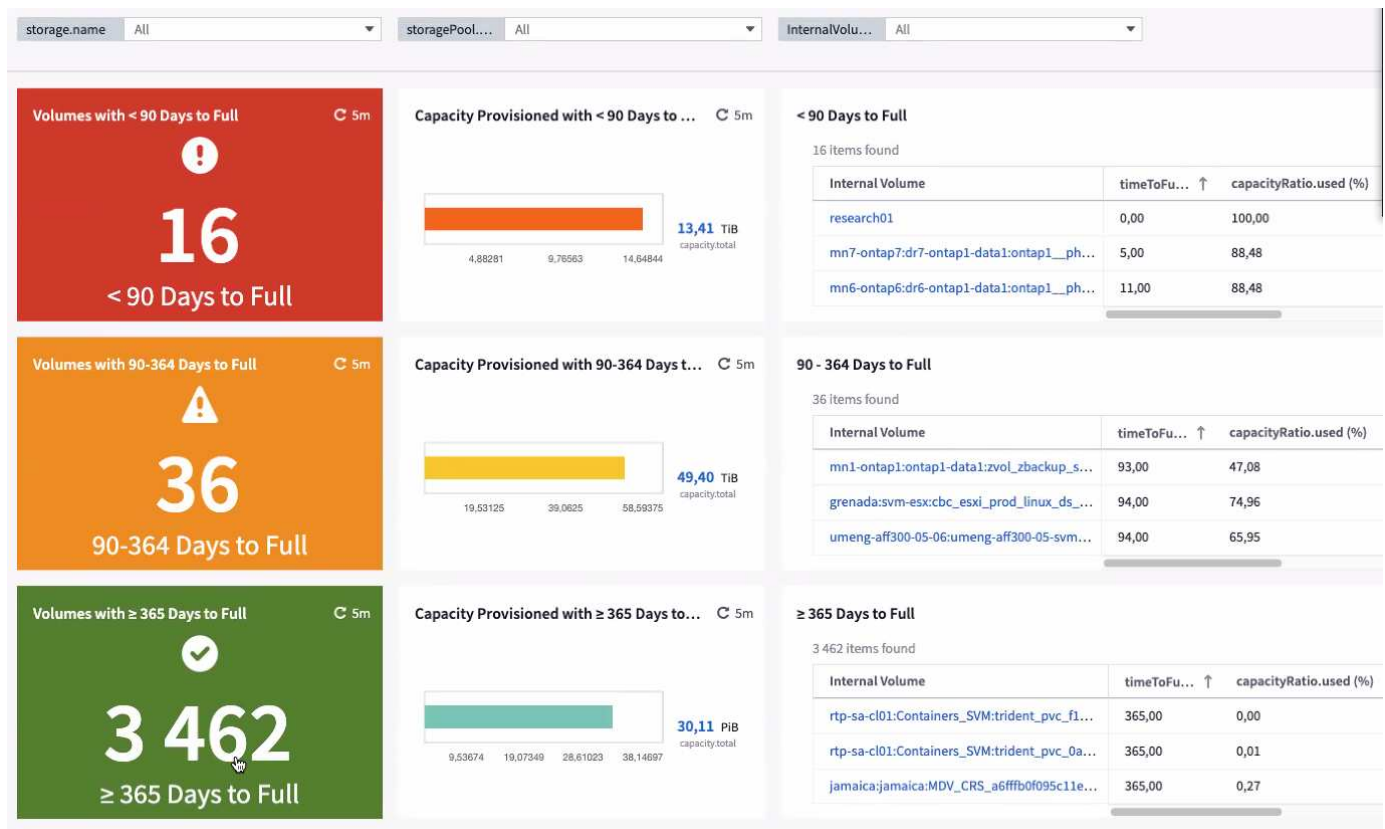 storage.name All storagePool.... All InternalVolu... All
Volumes with < 90 Days to Full 5m
16
< 90 Days to Full
Capacity Provisioned with < 90 Days to ... 5m
13,41 TiB
capacity.total
4,88281 9,76563 14,64844
< 90 Days to Full
16 items found
Internal Volume timeToFu... ↑ capacityRatio.used (%)
research01 0,00 100,00
mn7-ontap7:dr7-ontap1-data1:ontap1__ph... 5,00 88,48
mn6-ontap6:dr6-ontap1-data1:ontap1__ph... 11,00 88,48
Volumes with 90-364 Days to Full 5m
36
90-364 Days to Full
Capacity Provisioned with 90-364 Days t... 5m
49,40 TiB
capacity.total
19,53125 39,0625 58,59375
90 - 364 Days to Full
36 items found
Internal Volume timeToFu... ↑ capacityRatio.used (%)
mn1-ontap1:ontap1-data1:zvol_zbackup_s... 93,00 47,08
grenada:svm-esx:cbc_esxi_prod_linux_ds_... 94,00 74,96
umeng-aff300-05-06:umeng-aff300-05-svm... 94,00 65,95
Volumes with ≥ 365 Days to Full 5m
3 462
≥ 365 Days to Full
Capacity Provisioned with ≥ 365 Days to... 5m
30,11 PiB
capacity.total
9,53674 19,07349 28,61023 38,14697
≥ 365 Days to Full
3 462 items found
Internal Volume timeToFu... ↑ capacityRatio.used (%)
rtp-sa-cl01:Containers_SVM:trident_pvc_f1... 365,00 0,00
rtp-sa-cl01:Containers_SVM:trident_pvc_0a... 365,00 0,01
jamaica:jamaica:MDV_CRS_a6fffb0f095c11e... 365,00 0,27